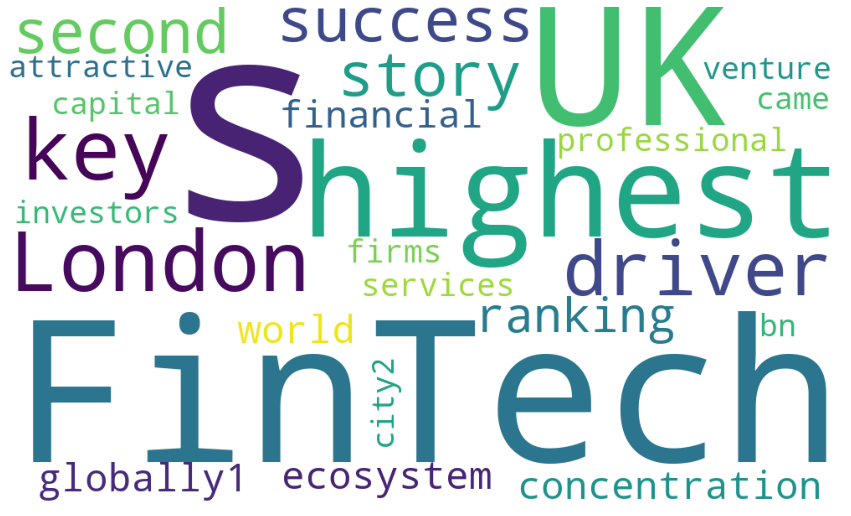 second success UK
attractive story venture
capital S financial came
key professional
highest
investors
London firms driver
services
FinTech world ranking bn
city2
globally1 ecosystem concentration